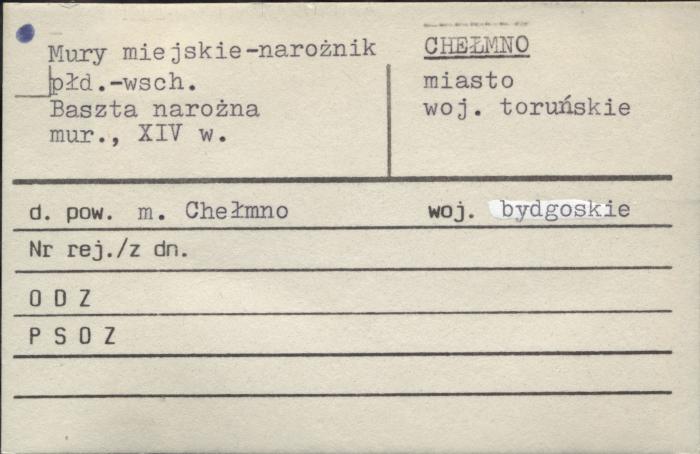 Mury miejskie-narożnik
płd.-wsch.
Baszta narożna
mur., XIV w.
CHEŁMNO
miasto
woj. toruńskie
d. pow. m. Chełmno woj. bydgoskie
Nr rej./z dn.
O D Z
P S O Z